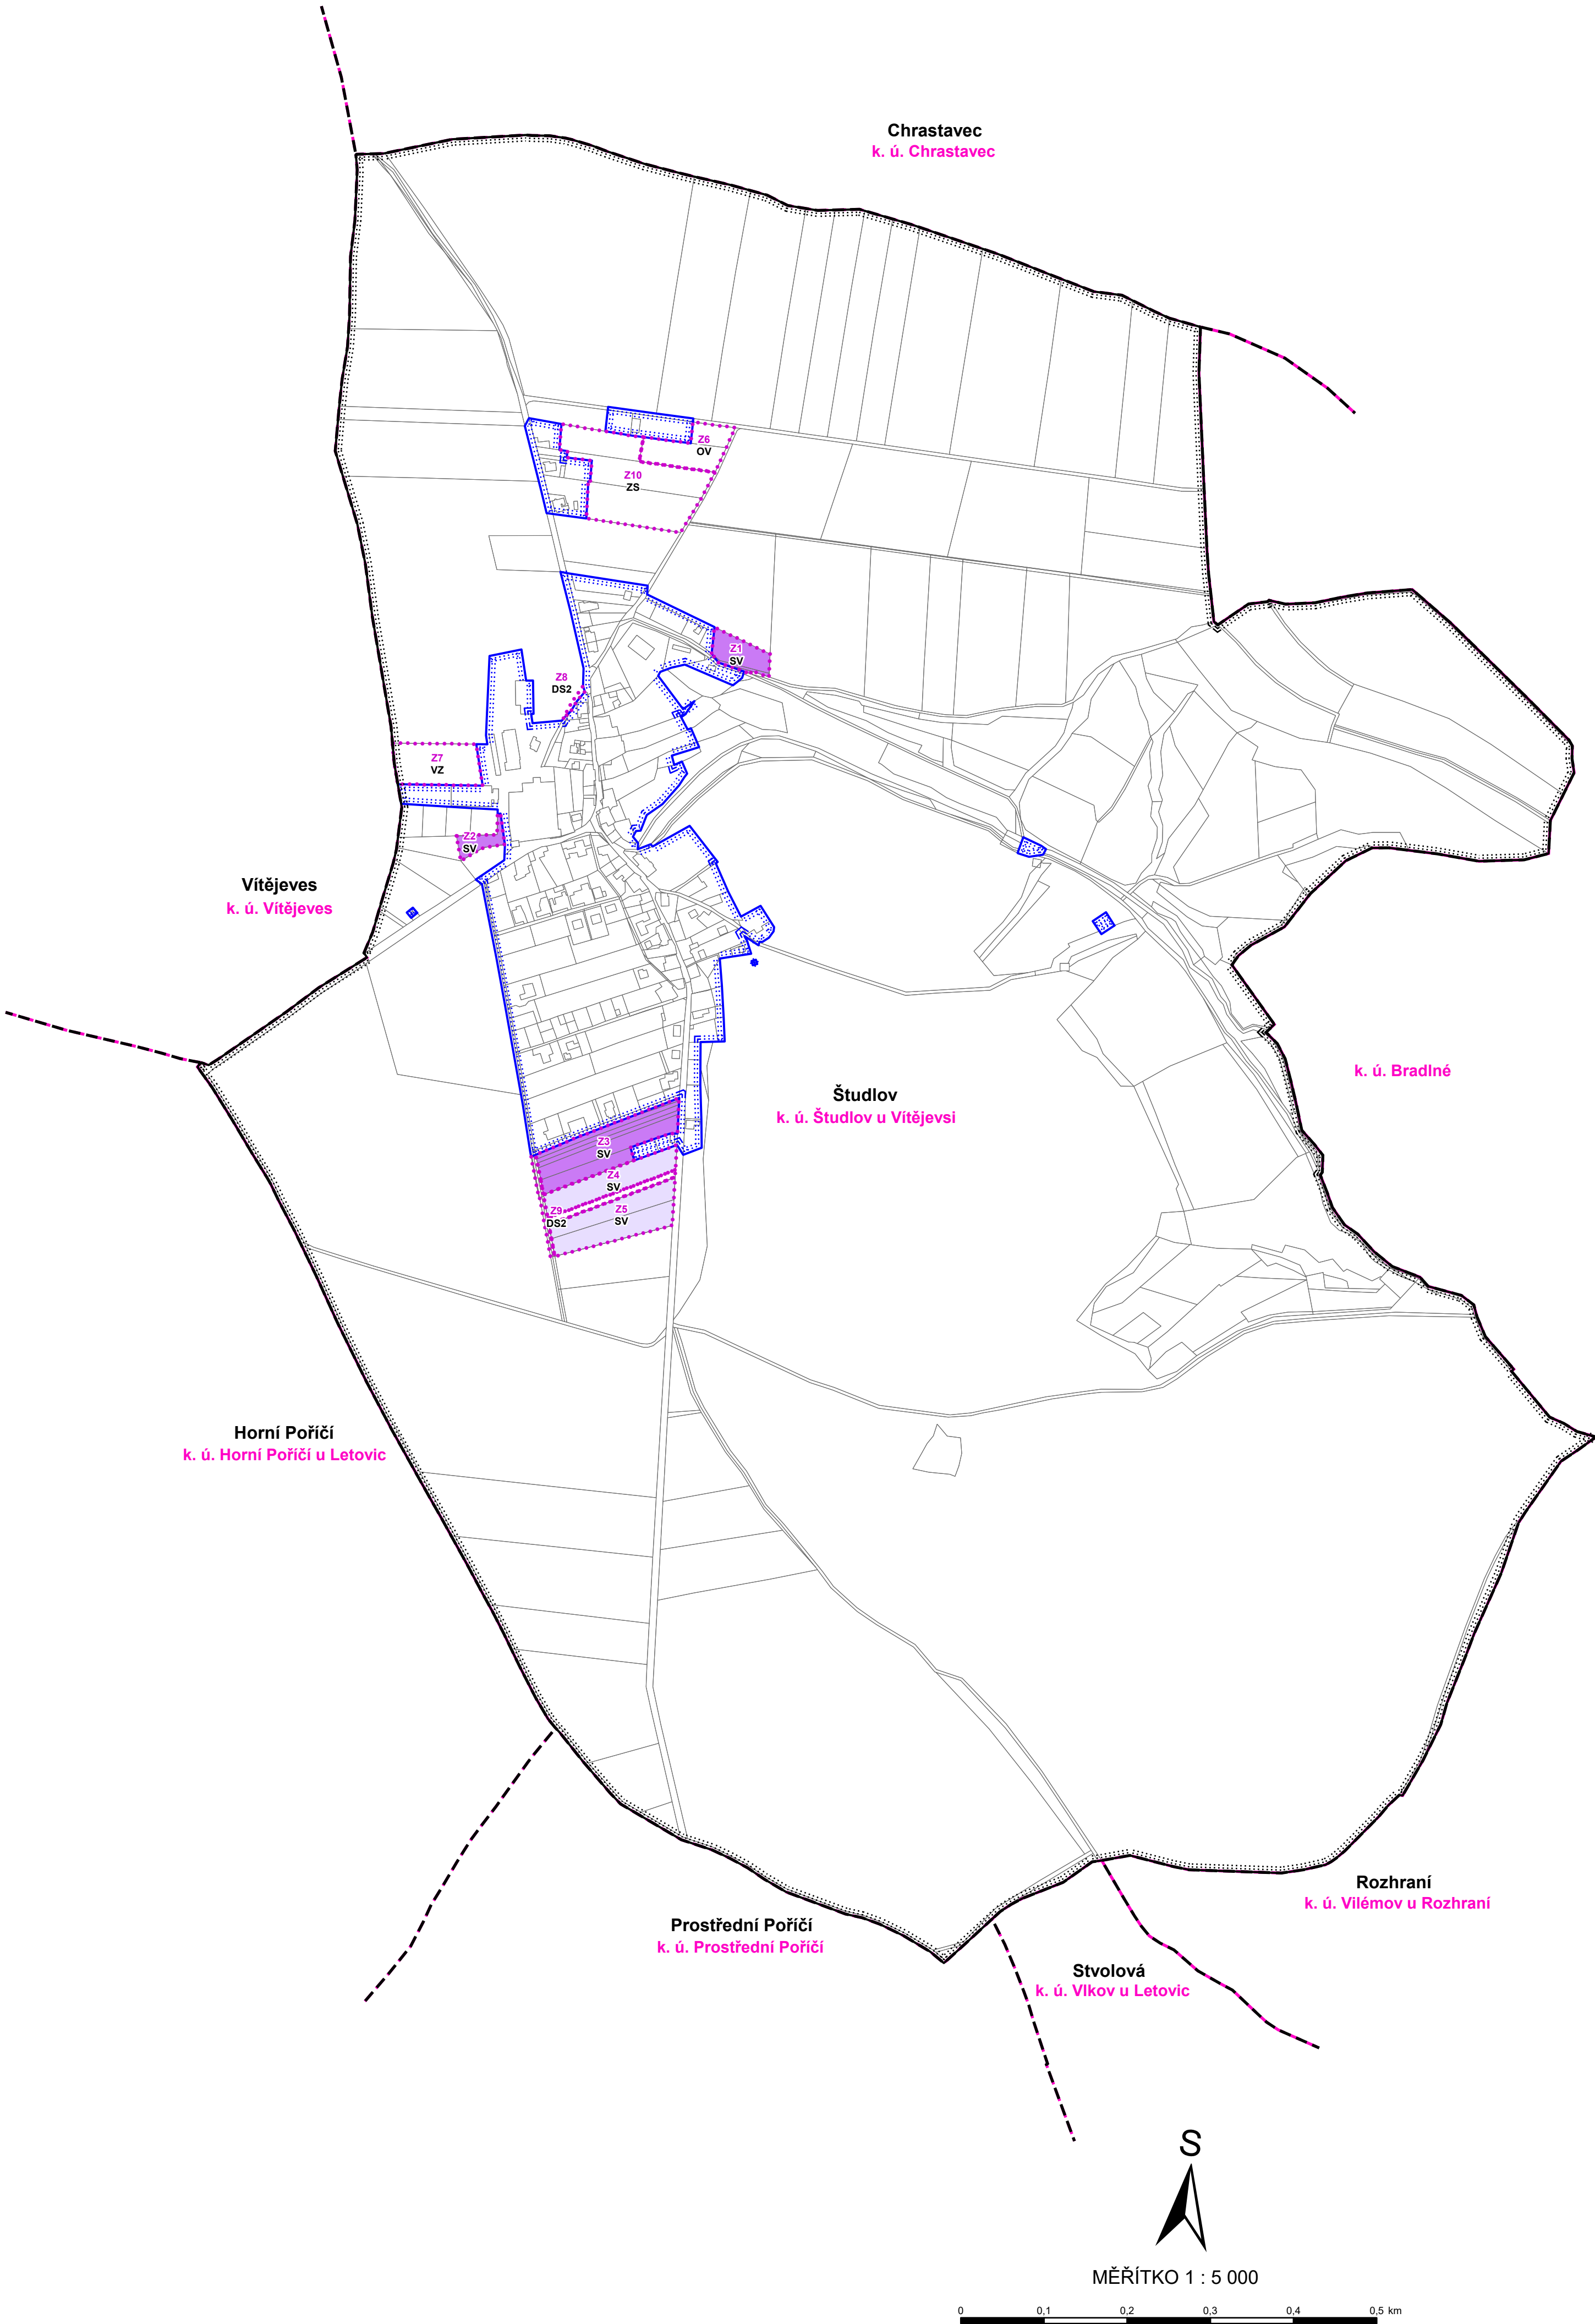 Chrastavec
k. ú. Chrastavec
Z6
OV
Z10
ZS
Z1
SV
Z8
DS2
Z7
VZ
Z2
SV
Vítějeves
k. ú. Vítějeves
k. ú. Bradlné
Študlov
k. ú. Študlov u Vítějevsi
Z3
SV
Z4
SV
Z5
SV
Z9
DS2
Horní Poříčí
k. ú. Horní Poříčí u Letovic
Rozhraní
k. ú. Vilémov u Rozhraní
Prostřední Poříčí
k. ú. Prostřední Poříčí
Stvolová
k. ú. Vlkov u Letovic
S
MĚŘÍTKO 1 : 5 000
0 0,1 0,2 0,3 0,4 0,5 km